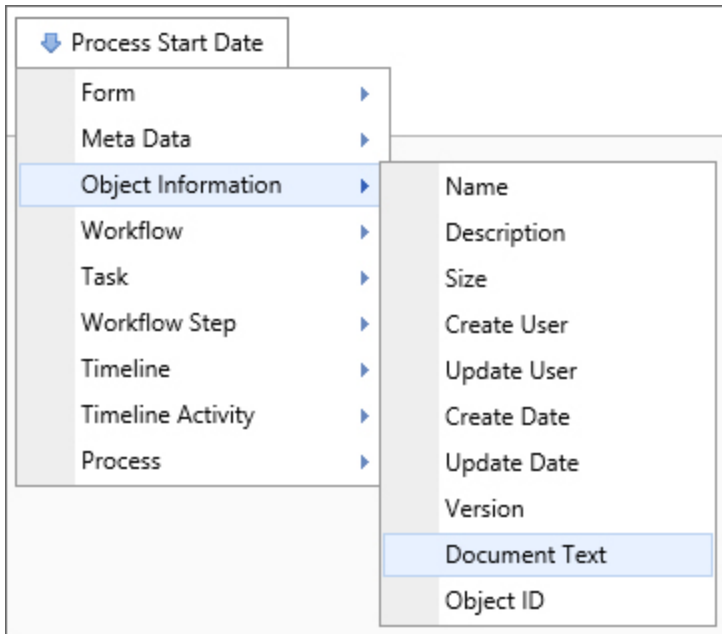 Process Start Date
Form
Meta Data
Object Information
Workflow
Task
Workflow Step
Timeline
Timeline Activity
Process
Name
Description
Size
Create User
Update User
Create Date
Update Date
Version
Document Text
Object ID